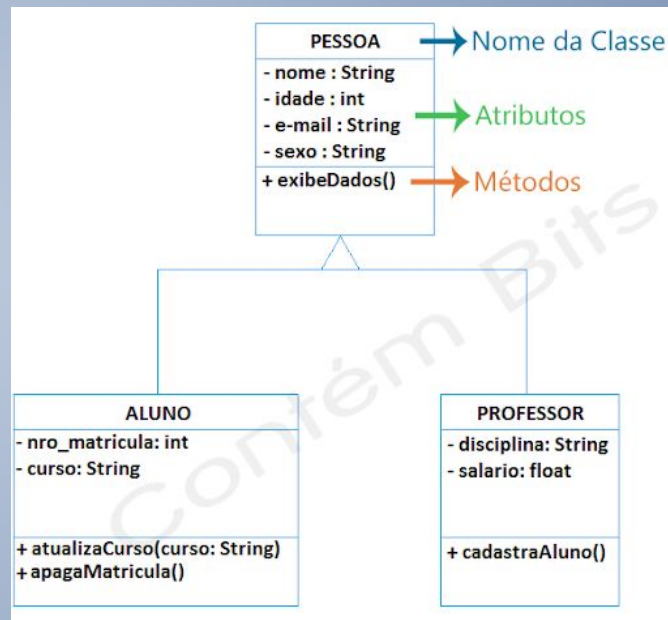 PESSOA
Nome da Classe
- nome : String
- idade : int
- e-mail : String
Atributos
- sexo : String
+ exibeDados()
Métodos
Contém Bits
ALUNO
- nro_matricula: int
- curso: String
+ atualizaCurso(curso: String)
+ apagaMatricula()
PROFESSOR
- disciplina: String
- salario: float
+ cadastraAluno()